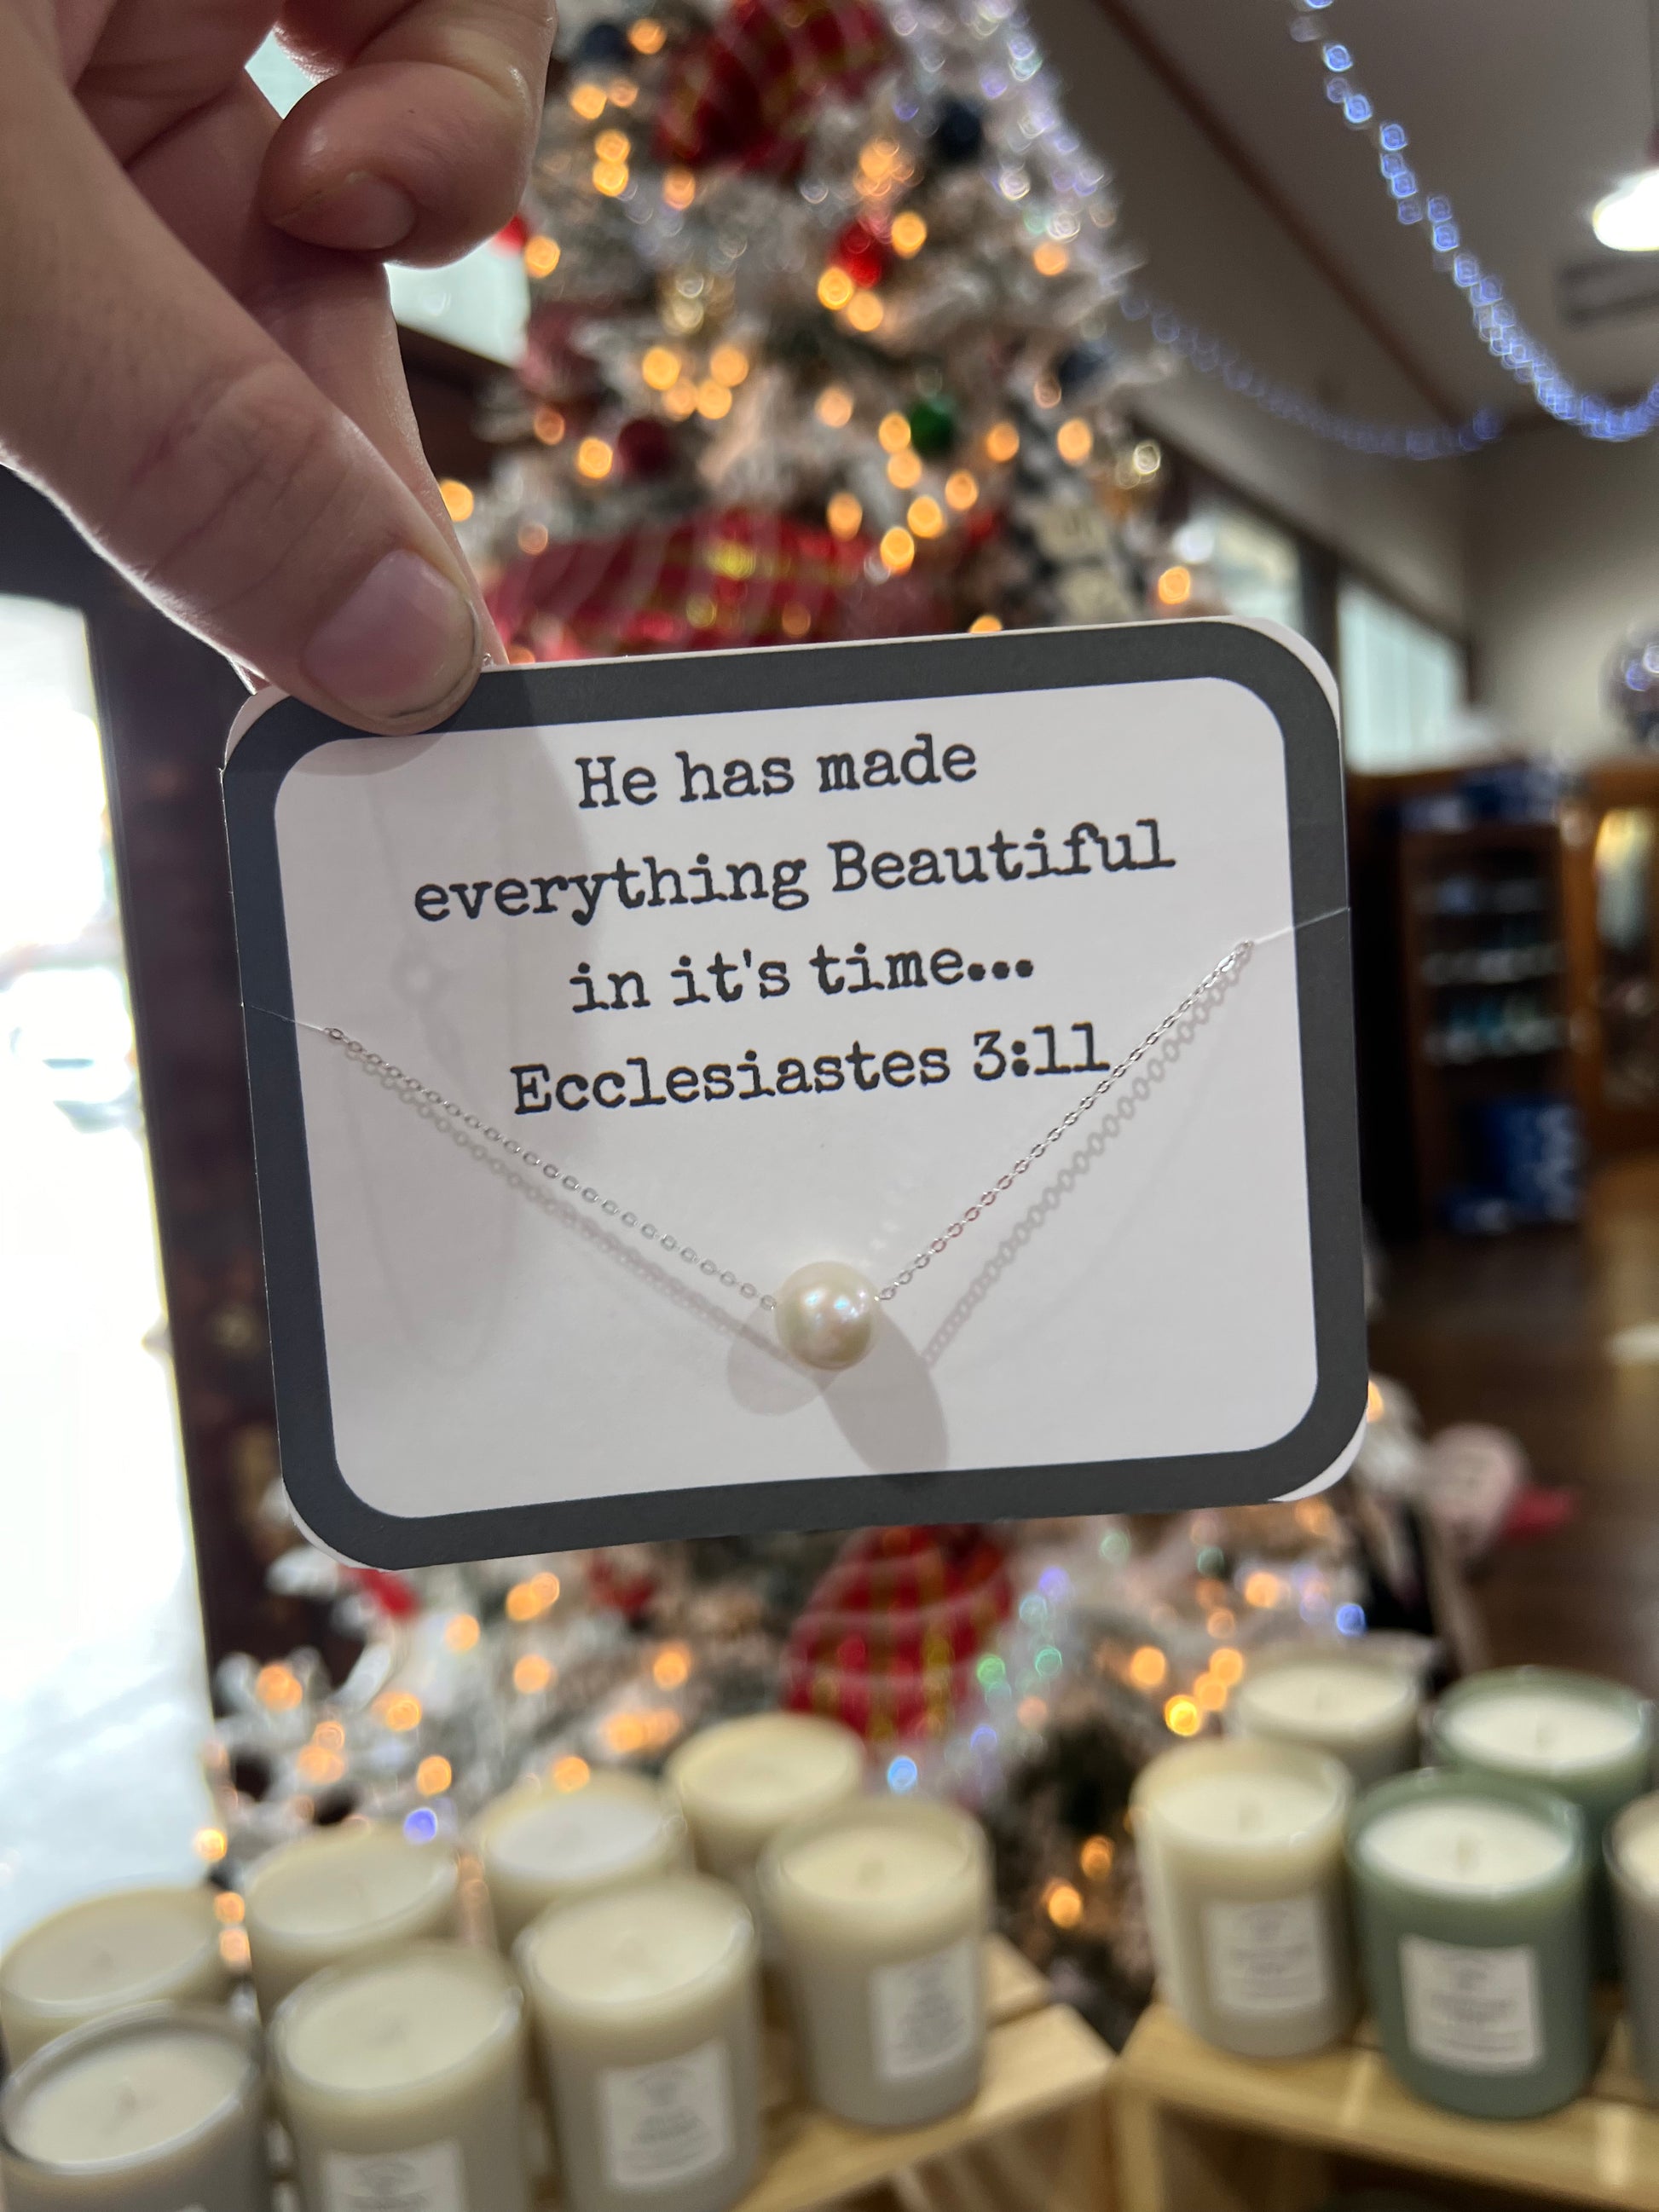 He has made
everything Beautiful
in it's time...
Ecclesiastes 3:11